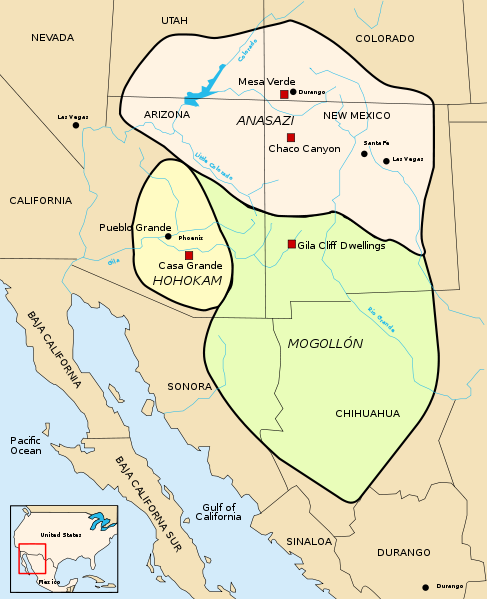 UTAH
NEVADA
COLORADO
Colorado
Mesa Verde
Durango
ARIZONA
ANASAZI
NEW MEXICO
Las Vegas
Chaco Canyon
Santa Fe
Las Vegas
Little Colorado
CALIFORNIA
Pueblo Grande
Phoenix
Gila Cliff Dwellings
Gila
Casa Grande
HOHOKAM
BAJA CALIFORNIA
Rio Grande
MOGOLLÓN
SONORA
CHIHUAHUA
Pacific
Ocean
BAJA CALIFORNA SUR
Gulf of
California
United States
Mexico
SINALOA
DURANGO
Durango